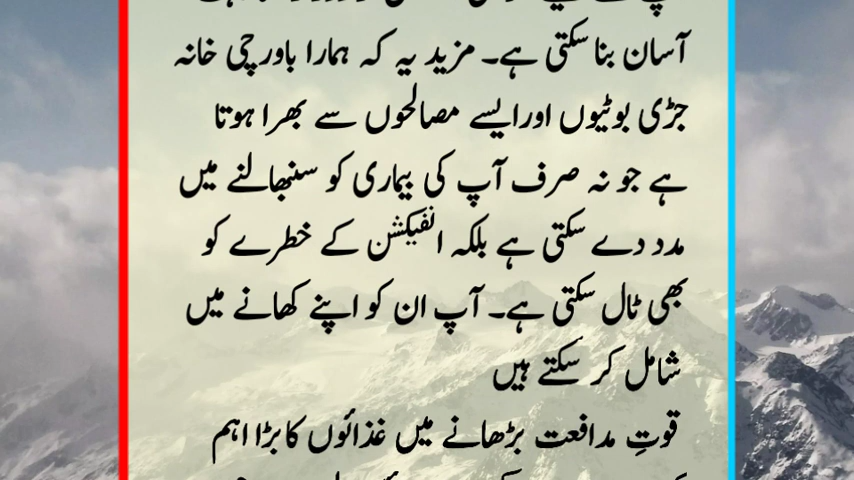 آسان بنا سکتی ہے۔ مزید یہ کہ ہمارا باورچی خانہ
جڑی بوٹیوں اورایسے مصالحوں سے بھرا ہوتا
ہے جو نہ صرف آپ کی بیماری کو سنبھالنے میں
مدد دے سکتی ہے بلکہ انفیکشن کے خطرے کو
بھی ٹال سکتی ہے۔ آپ ان کو اپنے کھانے میں
شامل کر سکتے ہیں
قوتِ مدافعت بڑھانے میں غذائوں کا بڑا اہم